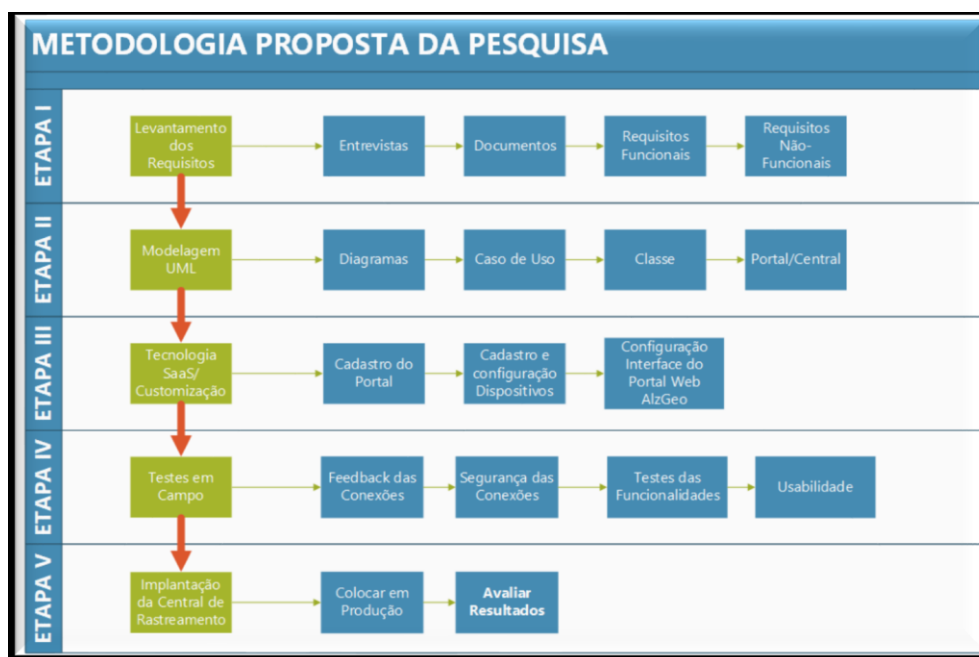 METODOLOGIA PROPOSTA DA PESQUISA
ETAPA I
Levantamento
dos
Requisitos
Entrevistas
Documentos
Requisitos
Funcionais
Requisitos
Não-
Funcionais
ETAPA II
Modelagem
UML
Diagramas
Caso de Uso
Classe
Portal/Central
ETAPA III
Tecnologia
SaaS/
Customização
Cadastro do
Portal
Cadastro e
configuração
Dispositivos
Configuração
Interface do
Portal Web
AlzGeo
ETAPA IV
Testes em
Campo
Feedback das
Conexões
Segurança das
Conexões
Testes das
Funcionalidades
Usabilidade
ETAPA V
Implantação
da Central de
Rastreamento
Colocar em
Produção
Avaliar
Resultados